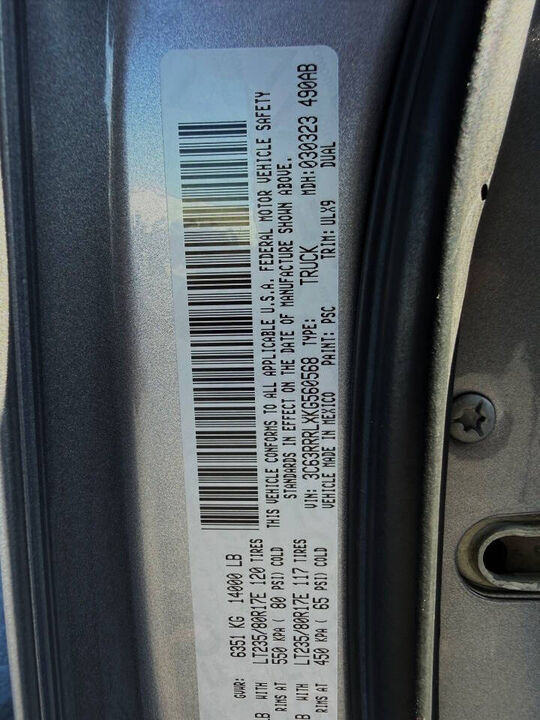 GVWR: 6351 KG 14000 LB
LB WITH LT235/80R17E 120 TIRES
RIMS AT 550 KPA ( 80 PSI) COLD
LB WITH LT235/80R17E 117 TIRES
RIMS AT 450 KPA ( 65 PSI) COLD
THIS VEHICLE CONFORMS TO ALL APPLICABLE U.S.A. FEDERAL MOTOR VEHICLE SAFETY
STANDARDS IN EFFECT ON THE DATE OF MANUFACTURE SHOWN ABOVE.
VIN: 3C63RRRLXKG560568 TYPE: TRUCK MDH:030323 490AB
VEHICLE MADE IN MEXICO PAINT: PSC TRIM: ULX9 DUAL